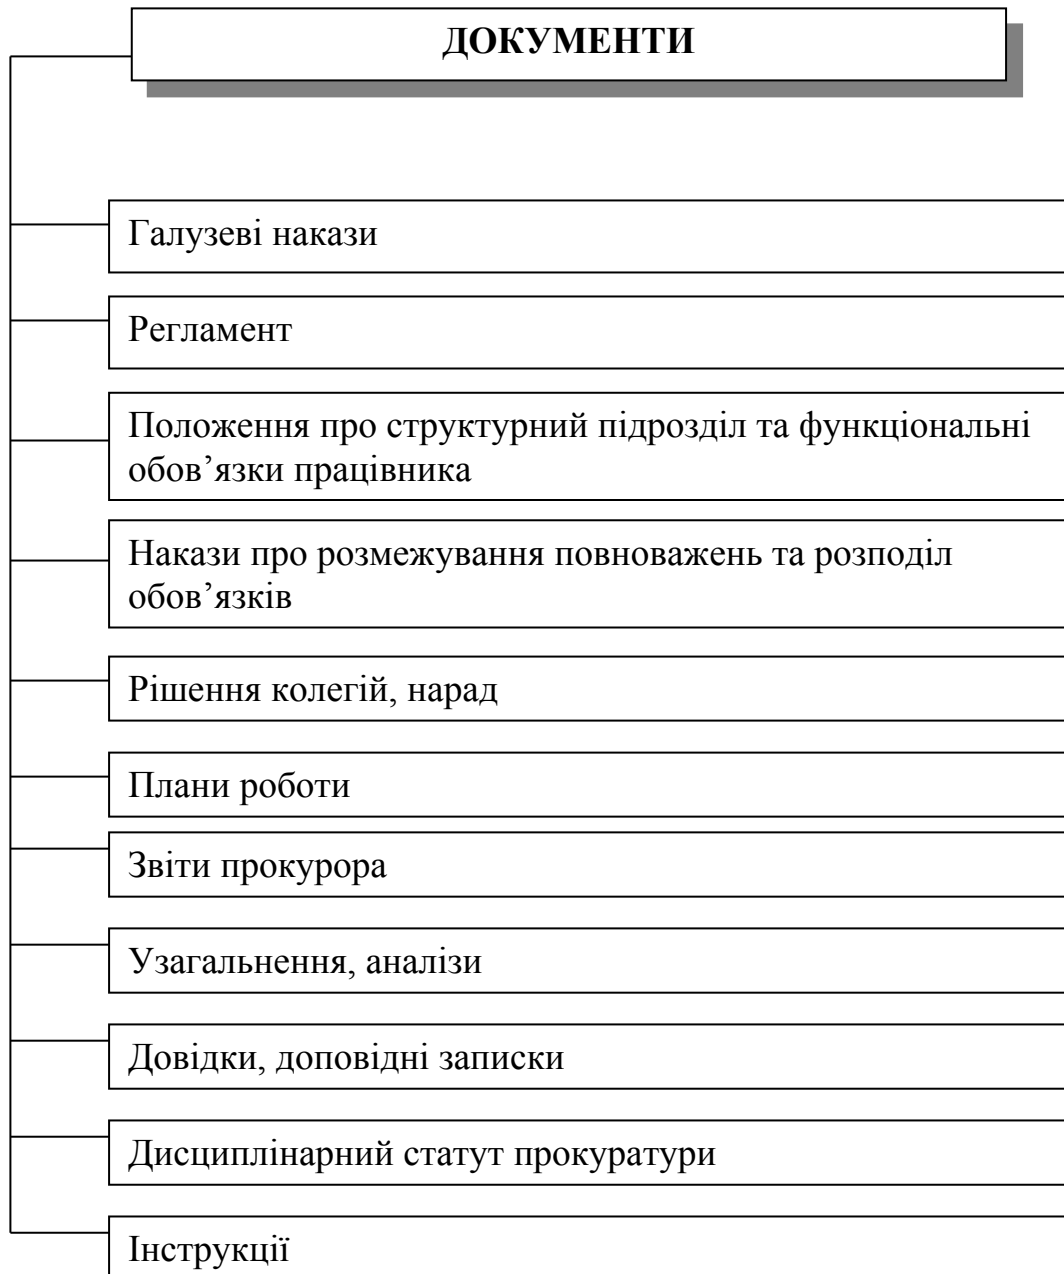 ДОКУМЕНТИ
Галузеві накази
Регламент
Положення про структурний підрозділ та функціональні
обов’язки працівника
Накази про розмежування повноважень та розподіл
обов’язків
Рішення колегій, нарад
Плани роботи
Звіти прокурора
Узагальнення, аналізи
Довідки, доповідні записки
Дисциплінарний статут прокуратури
Інструкції